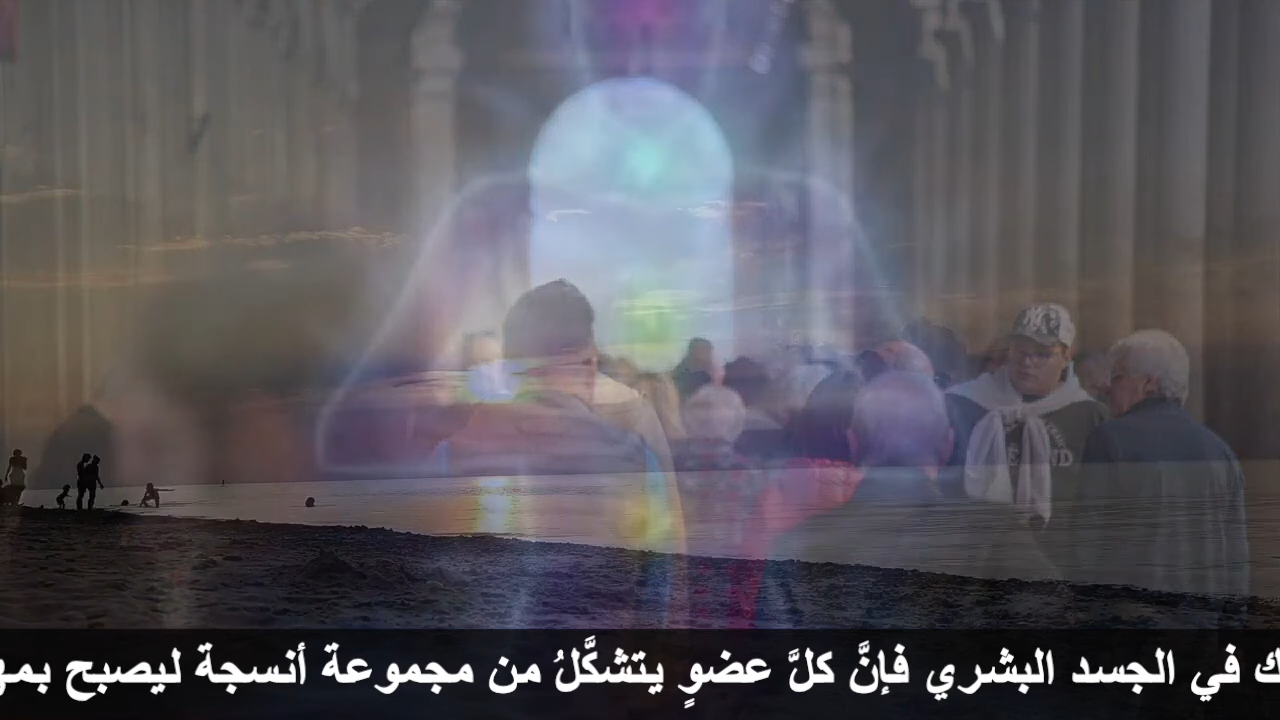 في الجسد البشري فإنَّ كلَّ عضوٍ يتشكَّلُ من مجموعة أنسجة ليصبح